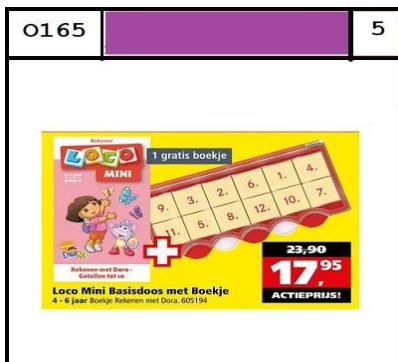 O165
5
Rekenen
LOCO
MINI
1 gratis boekje
1. 4.
2. 6.
9. 3.
12. 10. 7.
11. 5. 8.
DORA
Rekenen met Dora -
Getallen tot 10
23,90
17,95
ACTIEPRIJS!
Loco Mini Basisdoos met Boekje
4 - 6 jaar Boekje Rekenen met Dora. 605194